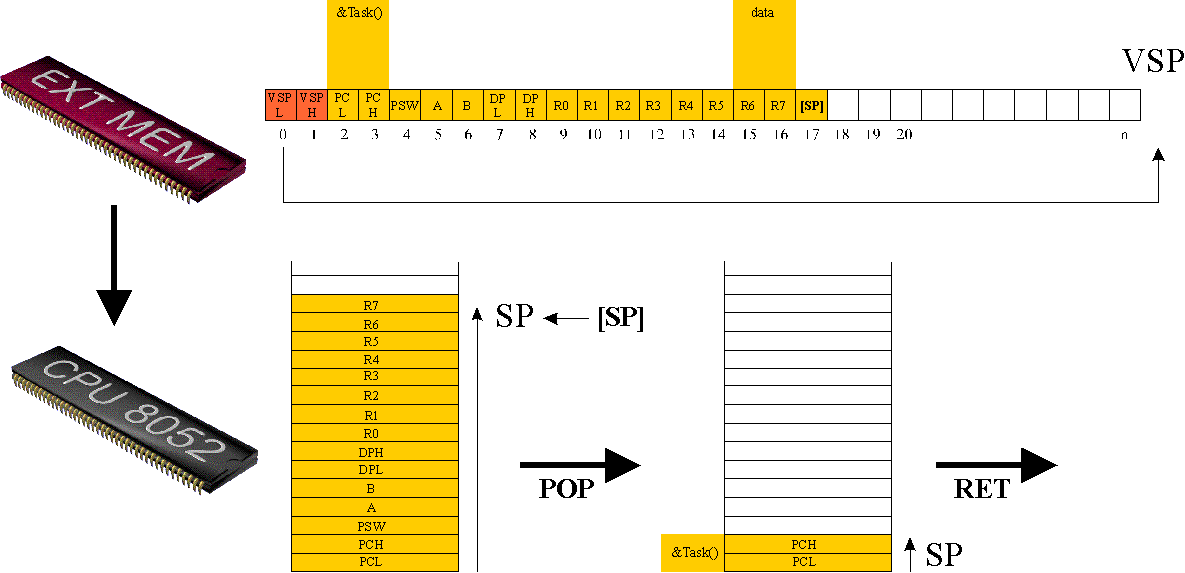 &Task()
data
VSP
EXT MEM
VSP L
VSP H
PC L
PC H
PSW
A
B
DP L
DP H
R0
R1
R2
R3
R4
R5
R6
R7
[SP]
0 1 2 3 4 5 6 7 8 9 10 11 12 13 14 15 16 17 18 19 20 n
CPU 8052
R7
R6
R5
R4
R3
R2
R1
R0
DPH
DPL
B
A
PSW
PCH
PCL
SP
[SP]
POP
&Task()
PCH
PCL
SP
RET